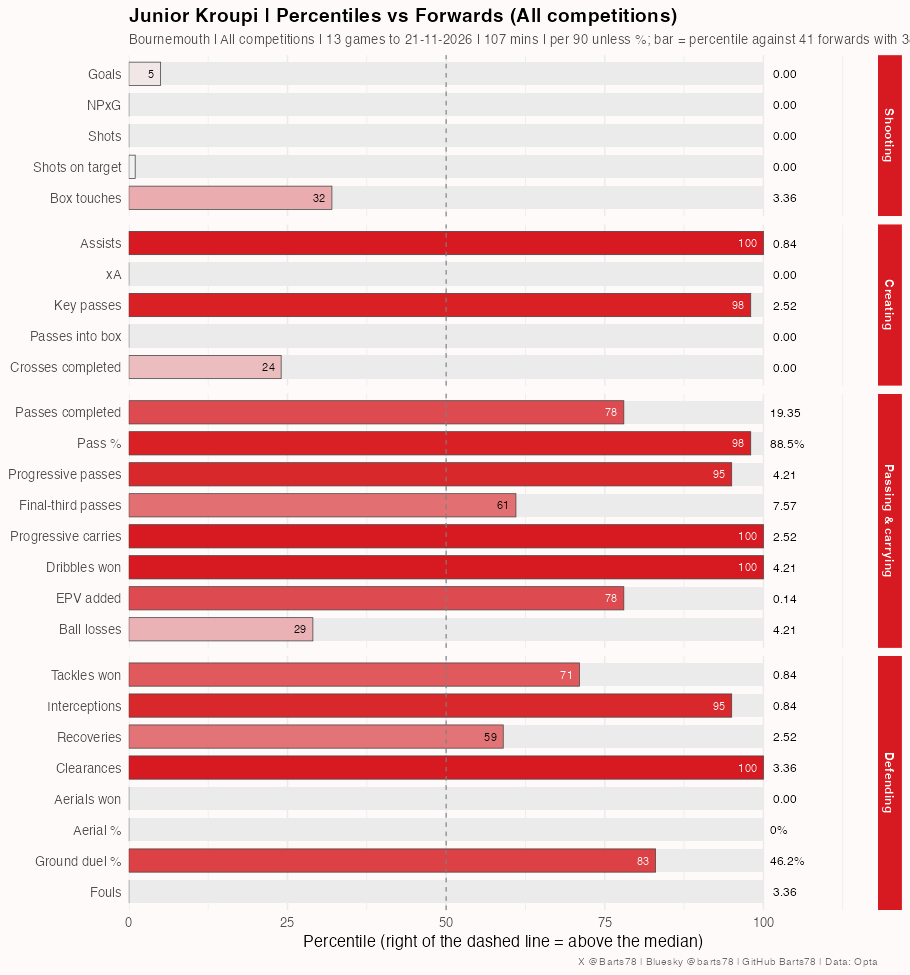 Junior Kroupi | Percentiles vs Forwards (All competitions)
Bournemouth | All competitions | 13 games to 21-11-2026 | 107 mins | per 90 unless %; bar = percentile against 41 forwards with
Goals 5 0.00
NPxG 0.00
Shots 0.00
Shots on target 0.00
Box touches 32 3.36
Shooting
Assists 100 0.84
xA 0.00
Key passes 98 2.52
Passes into box 0.00
Crosses completed 24 0.00
Creating
Passes completed 78 19.35
Pass % 98 88.5%
Progressive passes 95 4.21
Final-third passes 61 7.57
Progressive carries 100 2.52
Dribbles won 100 4.21
EPV added 78 0.14
Ball losses 29 4.21
Passing & carrying
Tackles won 71 0.84
Interceptions 95 0.84
Recoveries 59 2.52
Clearances 100 3.36
Aerials won 0.00
Aerial % 0%
Ground duel % 83 46.2%
Fouls 3.36
Defending
0 25 50 75 100
Percentile (right of the dashed line = above the median)
X @Barts78 | Bluesky @barts78 | GitHub Barts78 | Data: Opta